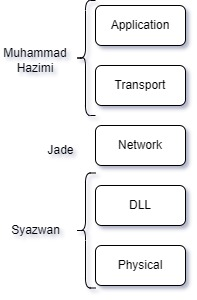 Application
Muhammad
Hazimi
Transport
Jade
Network
DLL
Syazwan
Physical